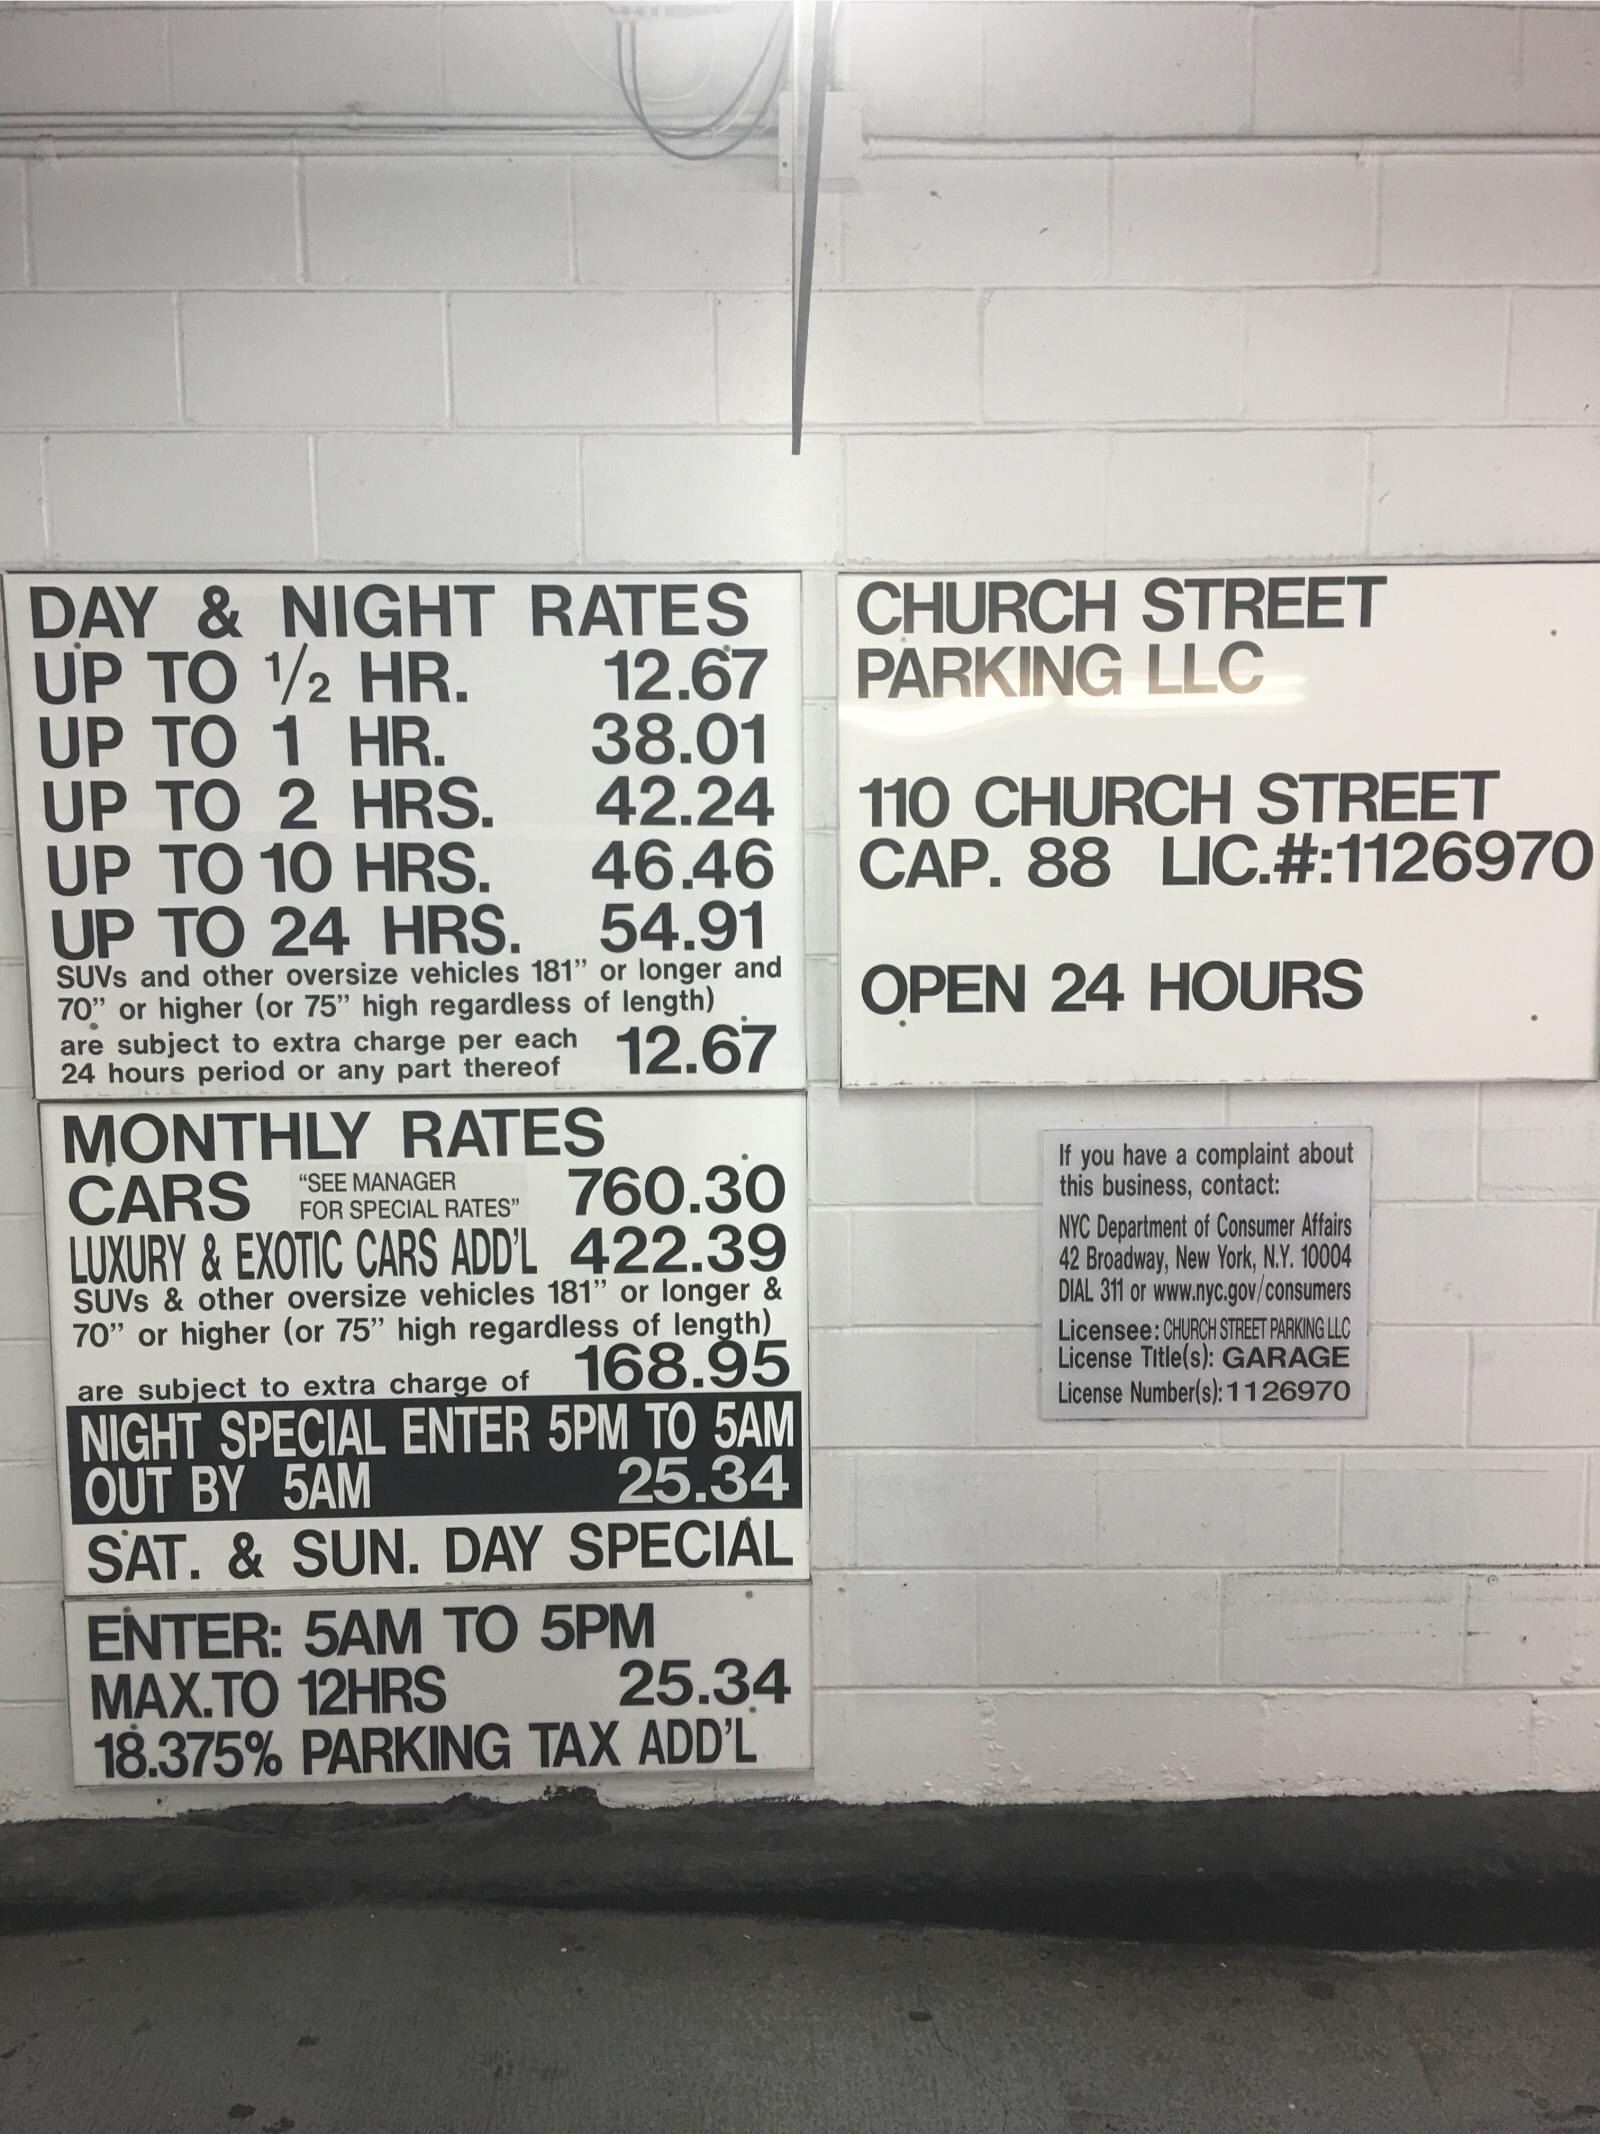 DAY & NIGHT RATES
UP TO 1/2 HR. 12.67
UP TO 1 HR. 38.01
UP TO 2 HRS. 42.24
UP TO 10 HRS. 46.46
UP TO 24 HRS. 54.91
SUVs and other oversize vehicles 181” or longer and
70” or higher (or 75” high regardless of length)
are subject to extra charge per each
24 hours period or any part thereof 12.67
MONTHLY RATES
CARS “SEE MANAGER
FOR SPECIAL RATES” 760.30
LUXURY & EXOTIC CARS ADD'L 422.39
SUVs & other oversize vehicles 181” or longer &
70” or higher (or 75” high regardless of length)
are subject to extra charge of 168.95
NIGHT SPECIAL ENTER 5PM TO 5AM
OUT BY 5AM 25.34
SAT. & SUN. DAY SPECIAL
ENTER: 5AM TO 5PM
MAX.TO 12HRS 25.34
18.375% PARKING TAX ADD'L
CHURCH STREET
PARKING LLC
110 CHURCH STREET
CAP. 88 LIC.#:1126970
OPEN 24 HOURS
If you have a complaint about
this business, contact:
NYC Department of Consumer Affairs
42 Broadway, New York, N.Y. 10004
DIAL 311 or www.nyc.gov/consumers
Licensee: CHURCH STREET PARKING LLC
License Title(s): GARAGE
License Number(s): 1126970